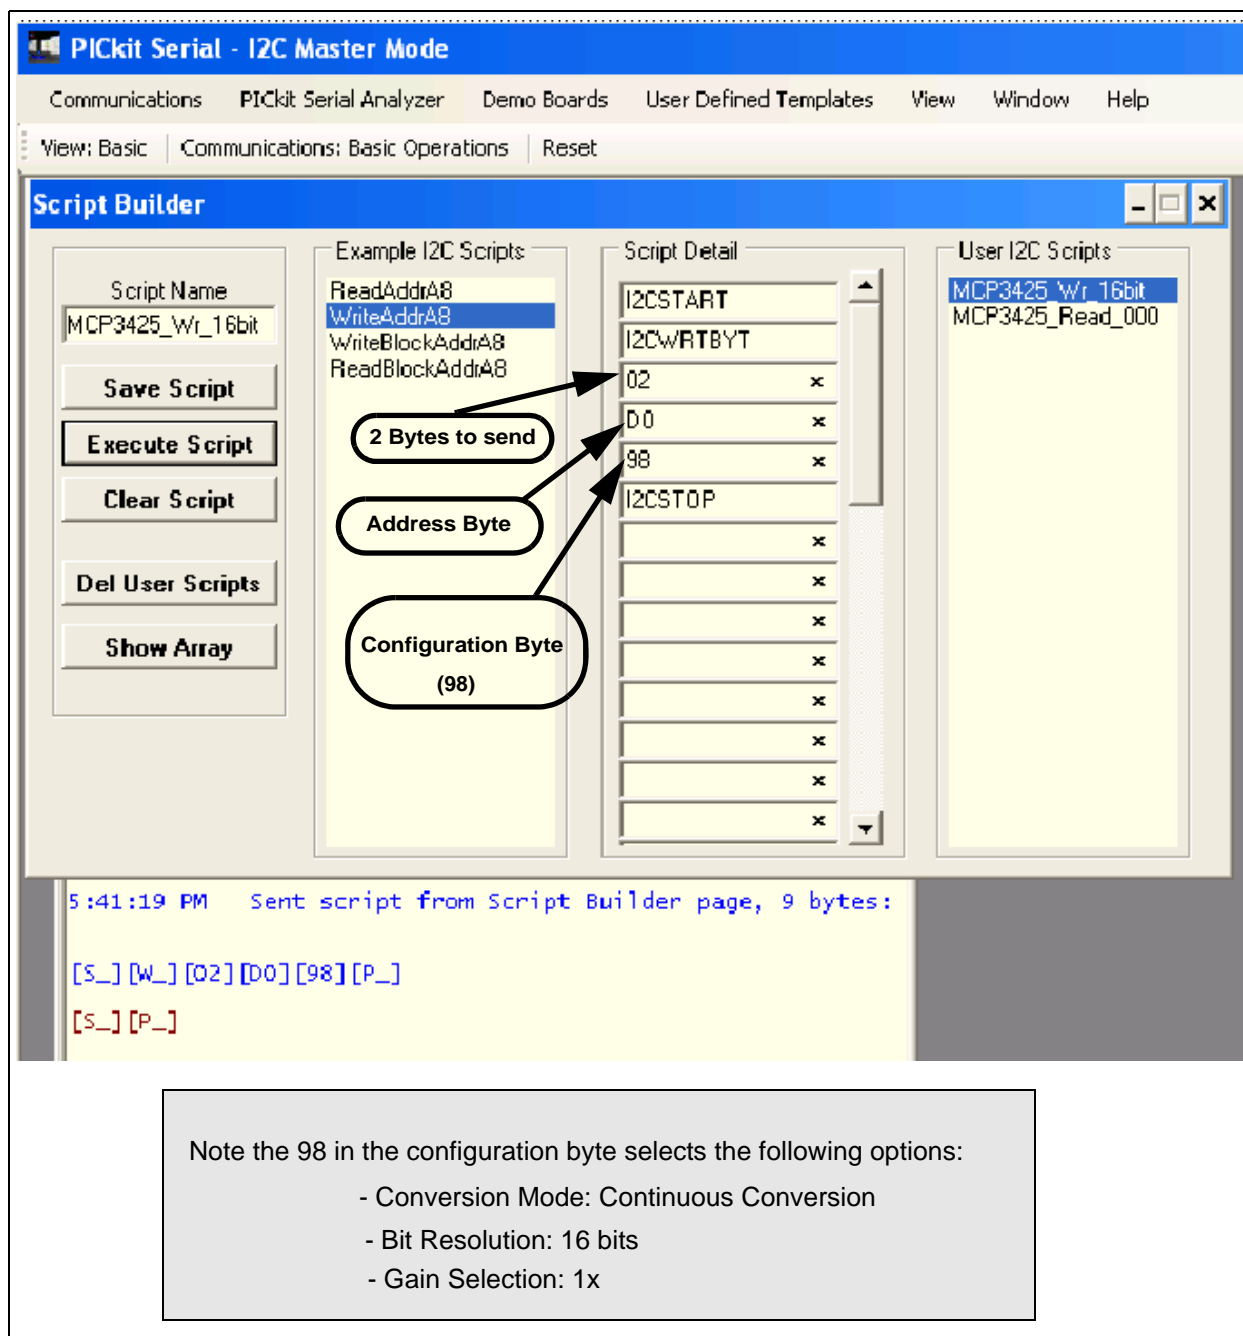 PICkit Serial - I2C Master Mode
Communications PICkit Serial Analyzer Demo Boards User Defined Templates View Window Help
View: Basic Communications: Basic Operations Reset
Script Builder
Script Name
MCP3425_Wr_16bit
Save Script
Execute Script
Clear Script
Del User Scripts
Show Array
Example I2C Scripts
ReadAddrA8
WriteAddrA8
WriteBlockAddrA8
ReadBlockAddrA8
2 Bytes to send
Address Byte
Configuration Byte
(98)
Script Detail
I2CSTART
I2CWRTBYT
02
D0
98
I2CSTOP
User I2C Scripts
MCP3425_Wr_16bit
MCP3425_Read_000
5:41:19 PM Sent script from Script Builder page, 9 bytes:
[S_][W_][02][D0][98][P_]
[S_][P_]
Note the 98 in the configuration byte selects the following options:
- Conversion Mode: Continuous Conversion
- Bit Resolution: 16 bits
- Gain Selection: 1x